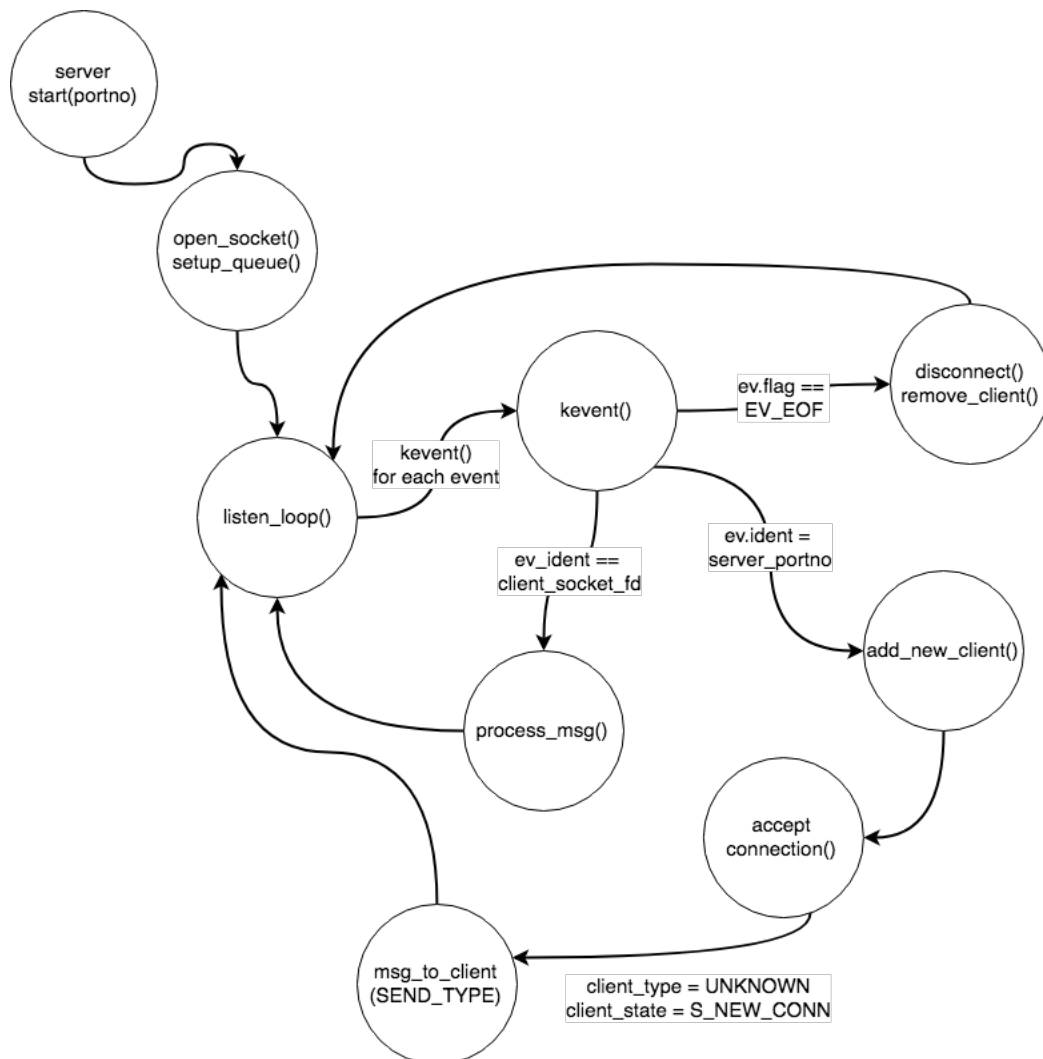 server
start(portno)
open_socket()
setup_queue()
disconnect()
remove_client()
kevent()
ev.flag ==
EV_EOF
kevent()
for each event
listen_loop()
ev_ident ==
client_socket_fd
ev.ident =
server_portno
add_new_client()
process_msg()
accept
connection()
msg_to_client
(SEND_TYPE)
client_type = UNKNOWN
client_state = S_NEW_CONN